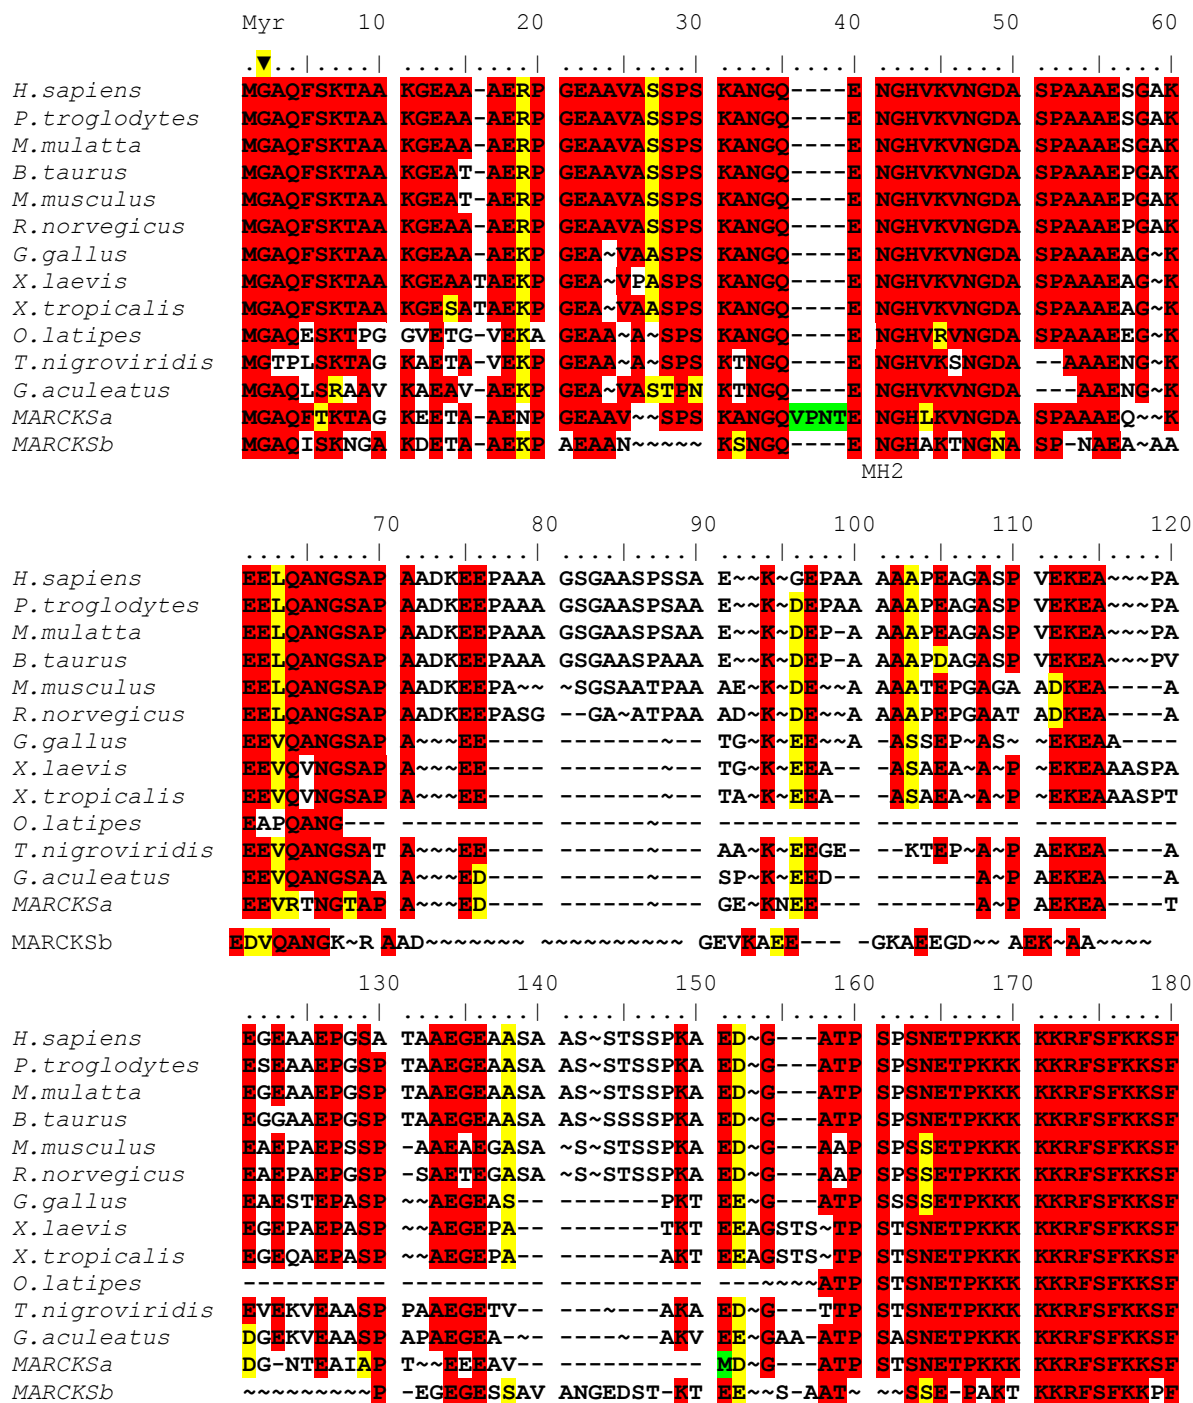 Myr 10 20 30 40 50 60
.▼..|....| ....|....| ....|....| ....|....| ....|....| ....|....|
H.sapiens MGAQFSKTAA KGEAA-AERP GEAAVASSPS KANGQ----E NGHVKVNGDA SPAAAESGAK
P.troglodytes MGAQFSKTAA KGEAA-AERP GEAAVASSPS KANGQ----E NGHVKVNGDA SPAAAESGAK
M.mulatta MGAQFSKTAA KGEAA-AERP GEAAVASSPS KANGQ----E NGHVKVNGDA SPAAAESGAK
B.taurus MGAQFSKTAA KGEAT-AERP GEAAVASSPS KANGQ----E NGHVKVNGDA SPAAAEPGAK
M.musculus MGAQFSKTAA KGEAT-AERP GEAAVASSPS KANGQ----E NGHVKVNGDA SPAAAEPGAK
R.norvegicus MGAQFSKTAA KGEAA-AERP GEAAVASSPS KANGQ----E NGHVKVNGDA SPAAAEPGAK
G.gallus MGAQFSKTAA KGEAA-AEKP GEA~VAASPS KANGQ----E NGHVKVNGDA SPAAAEAG~K
X.laevis MGAQFSKTAA KGEAATAEKP GEA~VPASPS KANGQ----E NGHVKVNGDA SPAAAEAG~K
X.tropicalis MGAQFSKTAA KGESATAEKP GEA~VAASPS KANGQ----E NGHVKVNGDA SPAAAEAG~K
O.latipes MGAQESKTPG GVETG-VEKA GEAA~A~SPS KANGQ----E NGHVRVNGDA SPAAAEEG~K
T.nigroviridis MGTPLSKTAG KAETA-VEKP GEAA~A~SPS KTNGQ----E NGHVKSNGDA --AAAENG~K
G.aculeatus MGAQLSRAAV KAEAV-AEKP GEA~VASTPN KTNGQ----E NGHVKVNGDA ---AAENG~K
MARCKSa MGAQFTKTAG KEETA-AENP GEAAV~~SPS KANGQVPNTE NGHLKVNGDA SPAAAEQ~~K
MARCKSb MGAQISKNGA KDETA-AEKP AEAAN~~~~~ KSNGQ----E NGHAKTNGNA SP-NAEA~AA
MH2
70 80 90 100 110 120
....|....| ....|....| ....|....| ....|....| ....|....| ....|....|
H.sapiens EELQANGSAP AADKEEPAAA GSGAASPSSA E~~K~GEPAA AAAPEAGASP VEKEA~~~PA
P.troglodytes EELQANGSAP AADKEEPAAA GSGAASPSAA E~~K~DEPAA AAAPEAGASP VEKEA~~~PA
M.mulatta EELQANGSAP AADKEEPAAA GSGAASPSAA E~~K~DEP-A AAAPEAGASP VEKEA~~~PA
B.taurus EELQANGSAP AADKEEPAAA GSGAASPAAA E~~K~DEP-A AAAPDAGASP VEKEA~~~PV
M.musculus EELQANGSAP AADKEEPA~~ ~SGSAATPAA AE~K~DE~~A AAATEPGAGA ADKEA----A
R.norvegicus EELQANGSAP AADKEEPASG --GA~ATPAA AD~K~DE~~A AAAPEPGAAT ADKEA----A
G.gallus EEVQANGSAP A~~~EE---- -------~-- TG~K~EE~~A -ASSEP~AS~ ~EKEAA----
X.laevis EEVQVNGSAP A~~~EE---- -------~-- TG~K~EEA-- -ASAEA~A~P ~EKEAAASPA
X.tropicalis EEVQVNGSAP A~~~EE---- -------~-- TA~K~EEA-- -ASAEA~A~P ~EKEAAASPT
O.latipes EAPQANG--- ---------- -------~-- ---------- ---------- ----------
T.nigroviridis EEVQANGSAT A~~~EE---- -------~-- AA~K~EEGE- --KTEP~A~P AEKEA----A
G.aculeatus EEVQANGSAA A~~~ED---- -------~-- SP~K~EED-- -------A~P AEKEA----A
MARCKSa EEVRTNGTAP A~~~ED---- -------~-- GE~KNEE--- -------A~P AEKEA----T
MARCKSb EDVQANGK~R AAD~~~~~~~ ~~~~~~~~~~ GEVKAEE--- -GKAEEGD~~ AEK~AA~~~~
130 140 150 160 170 180
....|....| ....|....| ....|....| ....|....| ....|....| ....|....|
H.sapiens EGEAAEPGSA TAAEGEAASA AS~STSSPKA ED~G---ATP SPSNETPKKK KKRFSFKKSF
P.troglodytes ESEAAEPGSP TAAEGEAASA AS~STSSPKA ED~G---ATP SPSNETPKKK KKRFSFKKSF
M.mulatta EGEAAEPGSP TAAEGEAASA AS~STSSPKA ED~G---ATP SPSNETPKKK KKRFSFKKSF
B.taurus EGGAAEPGSP TAAEGEAASA AS~SSSSPKA ED~G---ATP SPSNETPKKK KKRFSFKKSF
M.musculus EAEPAEPSSP -AAEAEGASA ~S~STSSPKA ED~G---AAP SPSSETPKKK KKRFSFKKSF
R.norvegicus EAEPAEPGSP -SAETEGASA ~S~STSSPKA ED~G---AAP SPSSETPKKK KKRFSFKKSF
G.gallus EAESTEPASP ~~AEGEAS-- -------PKT EE~G---ATP SSSSETPKKK KKRFSFKKSF
X.laevis EGEPAEPASP ~~AEGEPA-- -------TKT EEAGSTS~TP STSNETPKKK KKRFSFKKSF
X.tropicalis EGEQAEPASP ~~AEGEPA-- -------AKT EEAGSTS~TP STSNETPKKK KKRFSFKKSF
O.latipes ---------- ---------- ---------- ---~~~~ATP STSNETPKKK KKRFSFKKSF
T.nigroviridis EVEKVEAASP PAAEGETV-- ----~--AKA ED~G---TTP STSNETPKKK KKRFSFKKSF
G.aculeatus DGEKVEAASP APAEGEA-~- ----~--AKV EE~GAA-ATP SASNETPKKK KKRFSFKKSF
MARCKSa DG-NTEAIAP T~~EEEAV-- ---------- MD~G---ATP STSNETPKKK KKRFSFKKSF
MARCKSb ~~~~~~~~~P -EGEGESSAV ANGEDST-KT EE~~S-AAT~ ~~SSE-PAKT KKRFSFKKPF